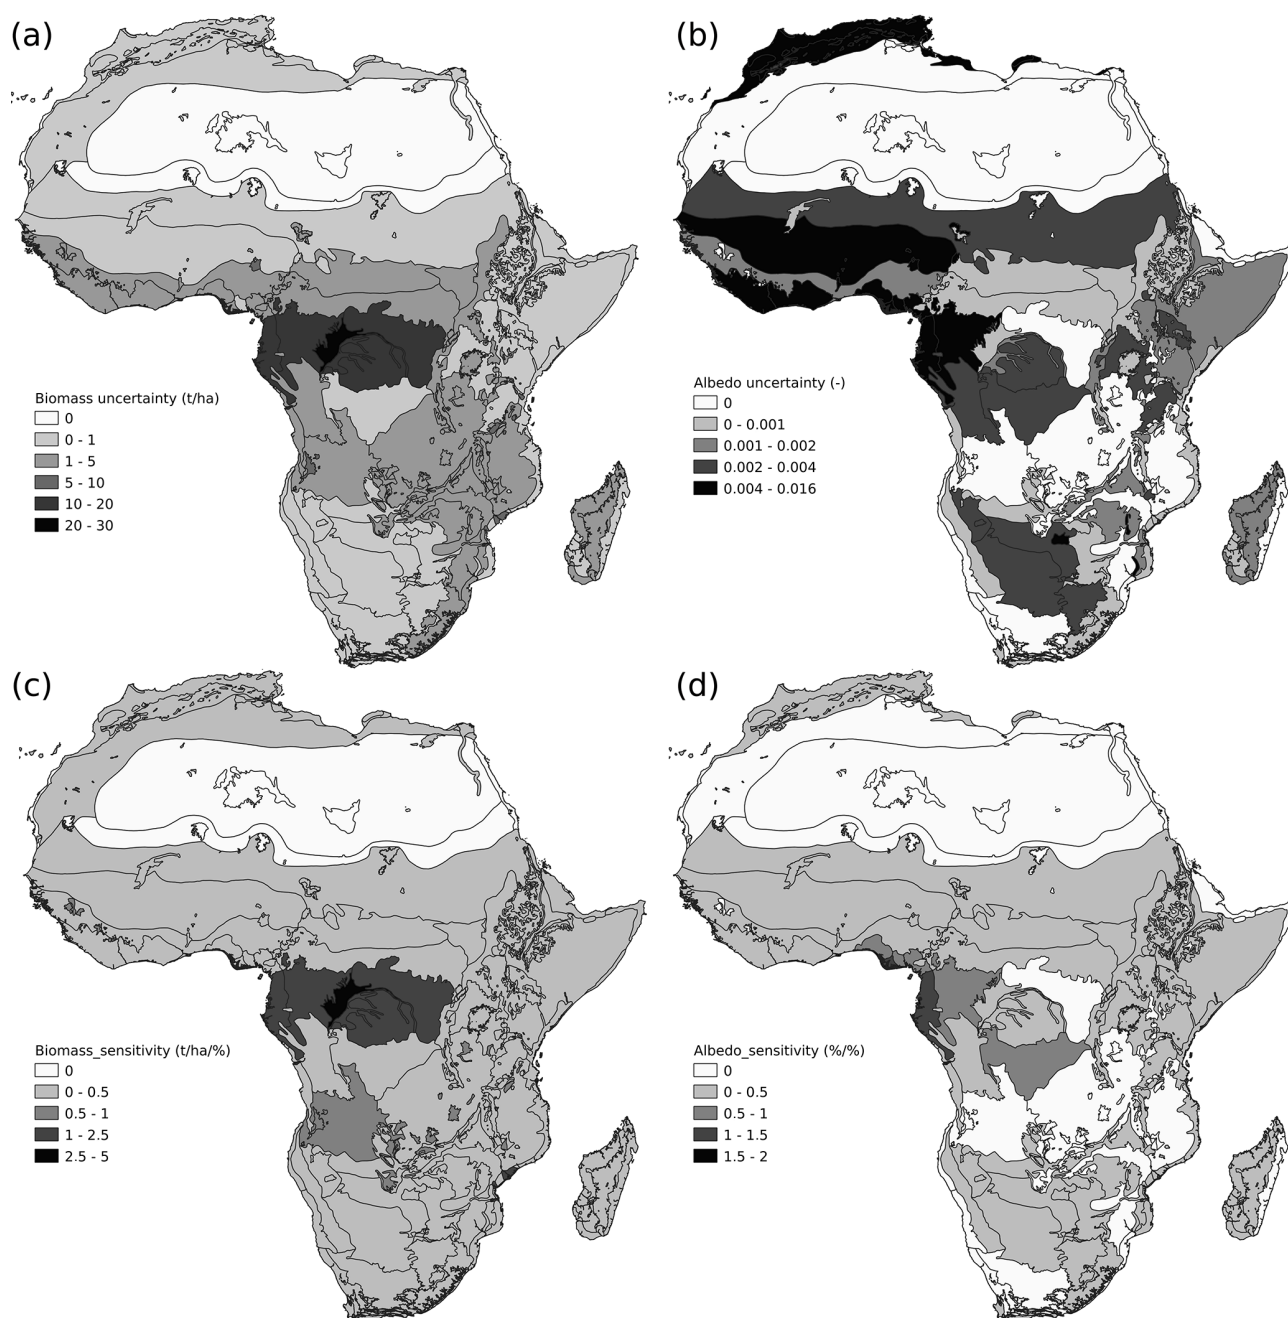 (a)
(b)
Biomass uncertainty (t/ha)
0
0 - 1
1 - 5
5 - 10
10 - 20
20 - 30
Albedo uncertainty (-)
0
0 - 0.001
0.001 - 0.002
0.002 - 0.004
0.004 - 0.016
(c)
(d)
Biomass_sensitivity (t/ha/%)
0
0 - 0.5
0.5 - 1
1 - 2.5
2.5 - 5
Albedo_sensitivity (%/%)
0
0 - 0.5
0.5 - 1
1 - 1.5
1.5 - 2